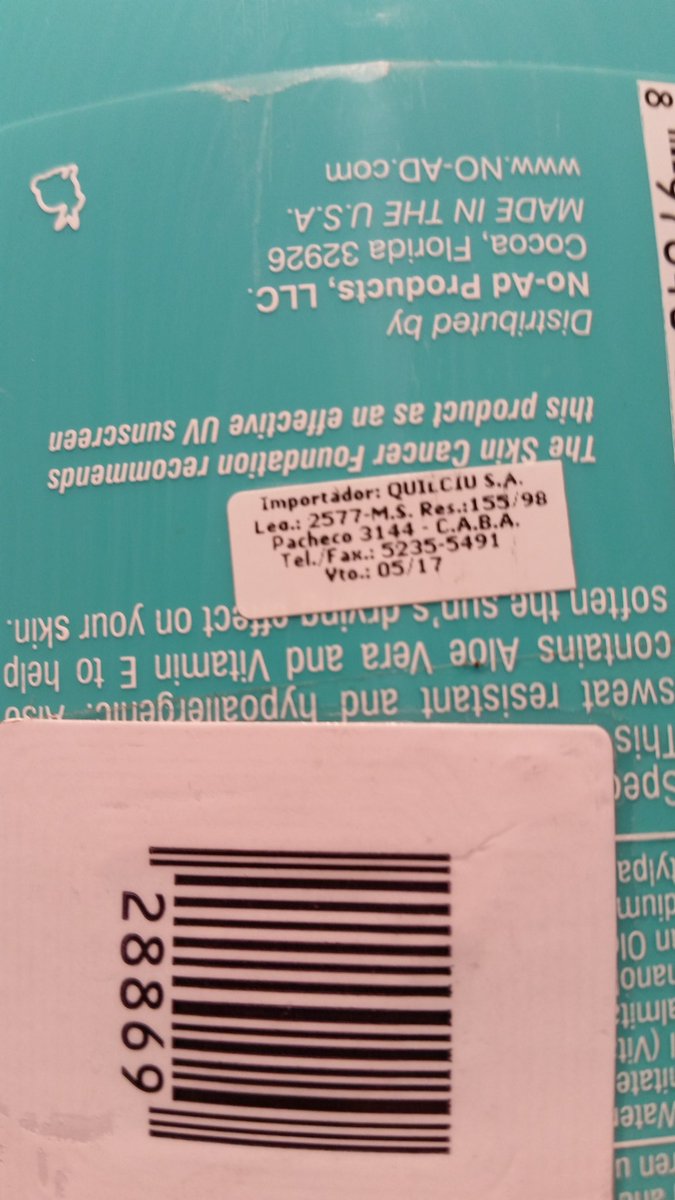 Importador: QUILCIU S.A.
Leg.: 2577-M.S. Res.:155/98
Pacheco 3144 - C.A.B.A.
Tel./Fax.: 5235-5491
Vto.: 05/17
28869
This
sweat resistant and hypoallergenic. Also
contains Aloe Vera and Vitamin E to help
soften the sun's drying effect on your skin.
The Skin Cancer Foundation recommends
this product as an effective UV sunscreen
Distributed by
No-Ad Products, LLC.
Cocoa, Florida 32926
MADE IN THE U.S.A.
www.NO-AD.com
8